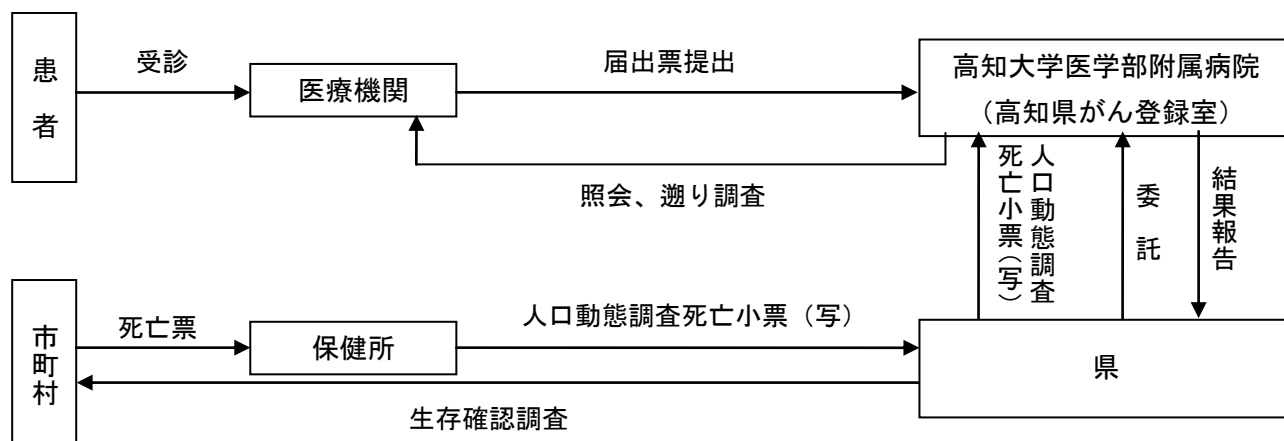 患者
受診
医療機関
届出票提出
高知大学医学部附属病院
（高知県がん登録室）
照会、遡り調査
人口動態調査
死亡小票（写）
委託
結果報告
市町村
死亡票
保健所
人口動態調査死亡小票（写）
県
生存確認調査